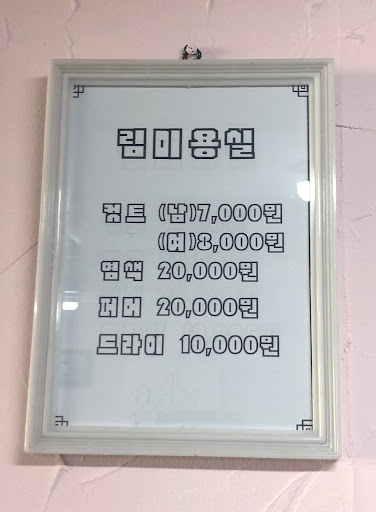 림미용실
컽트 (남)7,000원
(여)8,000원
염색 20,000원
퍼머 20,000원
드라이 10,000원